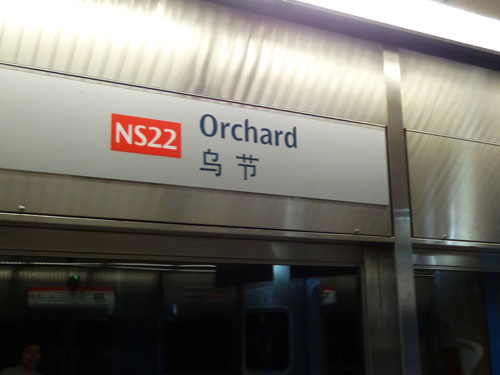 NS22 Orchard
乌节